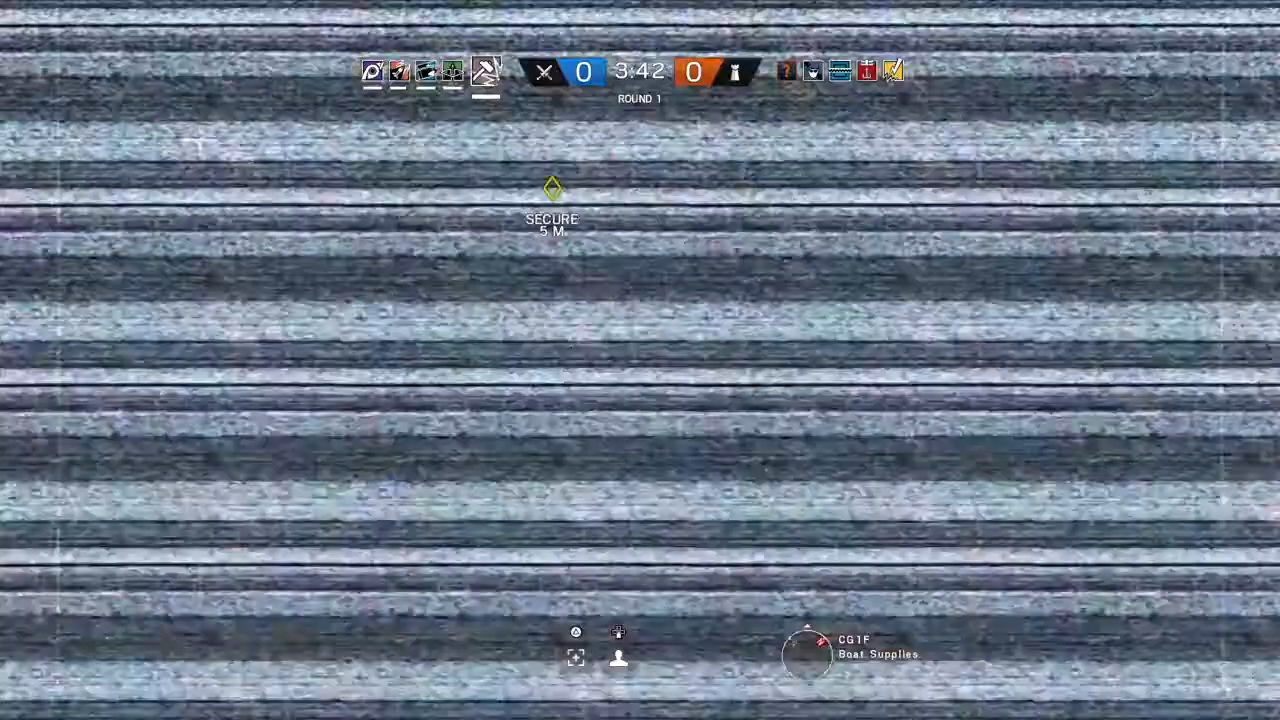 0 3:42 0
ROUND 1
?
SECURE
5 M.
CG1F
Boat Supplies